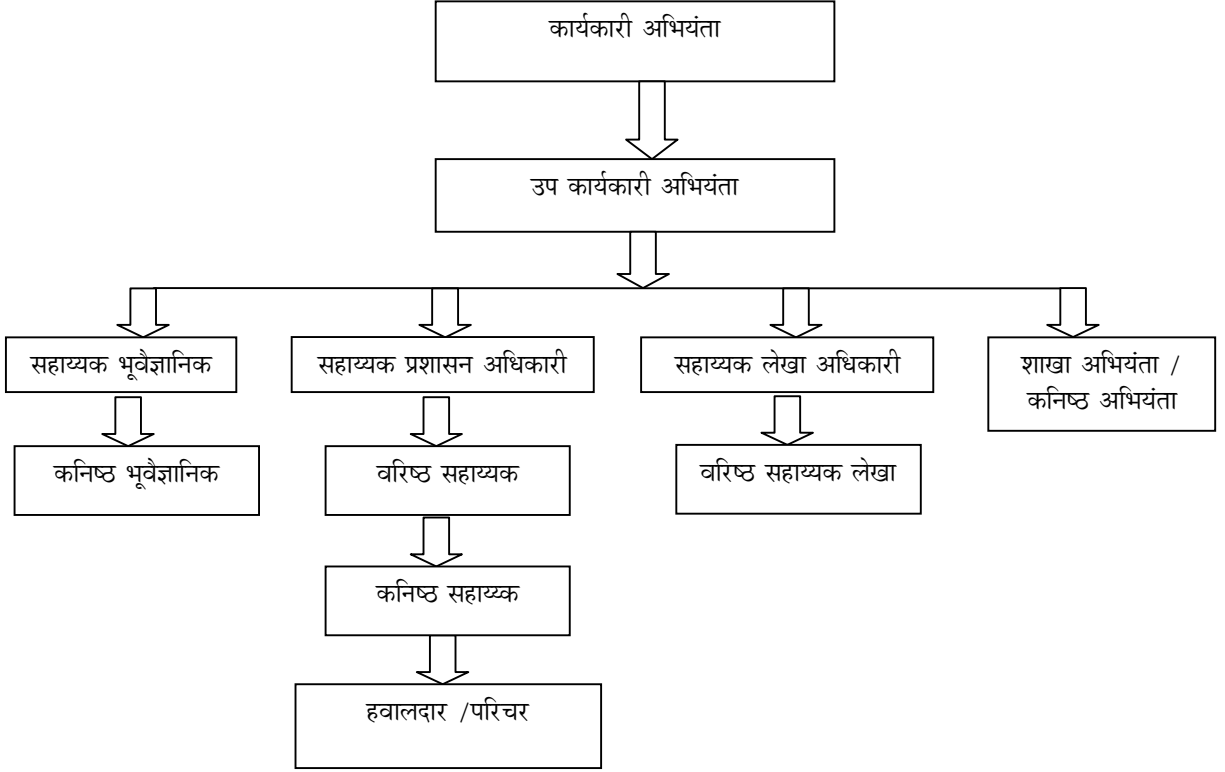 कार्यकारी अभियंता
उप कार्यकारी अभियंता
सहाय्यक भूवैज्ञानिक
सहाय्यक प्रशासन अधिकारी
सहाय्यक लेखा अधिकारी
शाखा अभियंता /
कनिष्ठ अभियंता
कनिष्ठ भूवैज्ञानिक
वरिष्ठ सहाय्यक
वरिष्ठ सहाय्यक लेखा
कनिष्ठ सहाय्य्क
हवालदार /परिचर